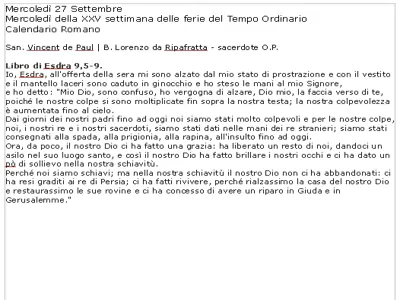 Mercoledì 27 Settembre
Mercoledì della XXV settimana delle ferie del Tempo Ordinario
Calendario Romano
San. Vincent de Paul | B. Lorenzo da Ripafratta - sacerdote O.P.
Libro di Esdra 9,5-9.
Io, Esdra, all'offerta della sera mi sono alzato dal mio stato di prostrazione e con il vestito
e il mantello laceri sono caduto in ginocchio e ho steso le mani al mio Signore,
e ho detto: "Mio Dio, sono confuso, ho vergogna di alzare, Dio mio, la faccia verso di te,
poiché le nostre colpe si sono moltiplicate fin sopra la nostra testa; la nostra colpevolezza
è aumentata fino al cielo.
Dai giorni dei nostri padri fino ad oggi noi siamo stati molto colpevoli e per le nostre colpe,
noi, i nostri re e i nostri sacerdoti, siamo stati dati nelle mani dei re stranieri; siamo stati
consegnati alla spada, alla prigionia, alla rapina, all'insulto fino ad oggi.
Ora, da poco, il nostro Dio ci ha fatto una grazia: ha liberato un resto di noi, dandoci un
asilo nel suo luogo santo, e così il nostro Dio ha fatto brillare i nostri occhi e ci ha dato un
pò di sollievo nella nostra schiavitù.
Perché noi siamo schiavi; ma nella nostra schiavitù il nostro Dio non ci ha abbandonati: ci
ha resi graditi ai re di Persia; ci ha fatti rivivere, perché rialzassimo la casa del nostro Dio
e restaurassimo le sue rovine e ci ha concesso di avere un riparo in Giuda e in
Gerusalemme."